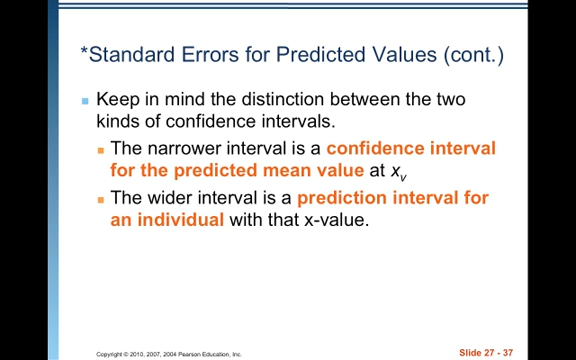 *Standard Errors for Predicted Values (cont.)
Keep in mind the distinction between the two
kinds of confidence intervals.
The narrower interval is a confidence interval
for the predicted mean value at xv
The wider interval is a prediction interval for
an individual with that x-value.
Copyright © 2010, 2007, 2004 Pearson Education, Inc.
Slide 27 - 37